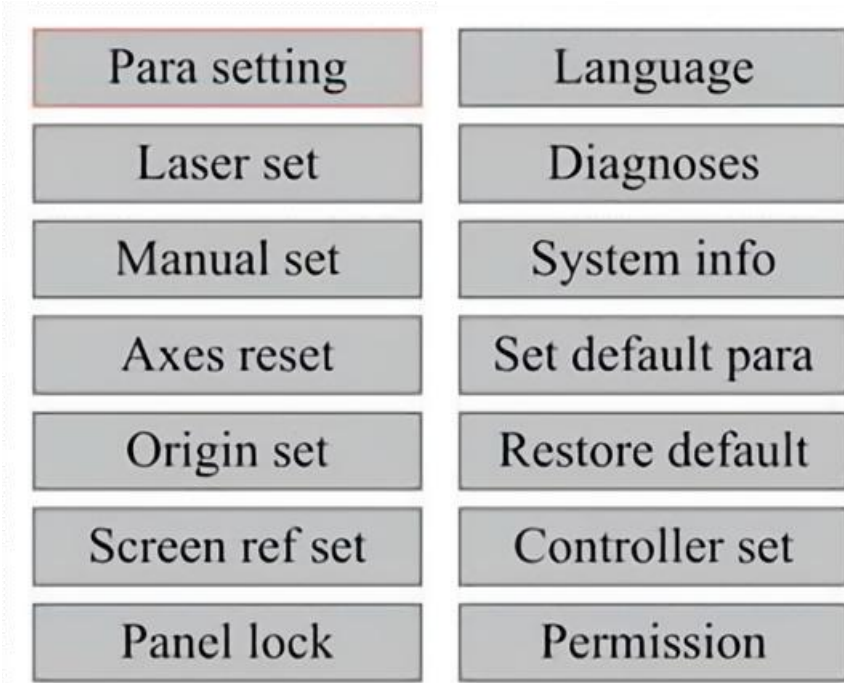 Para setting
Language
Laser set
Diagnoses
Manual set
System info
Axes reset
Set default para
Origin set
Restore default
Screen ref set
Controller set
Panel lock
Permission